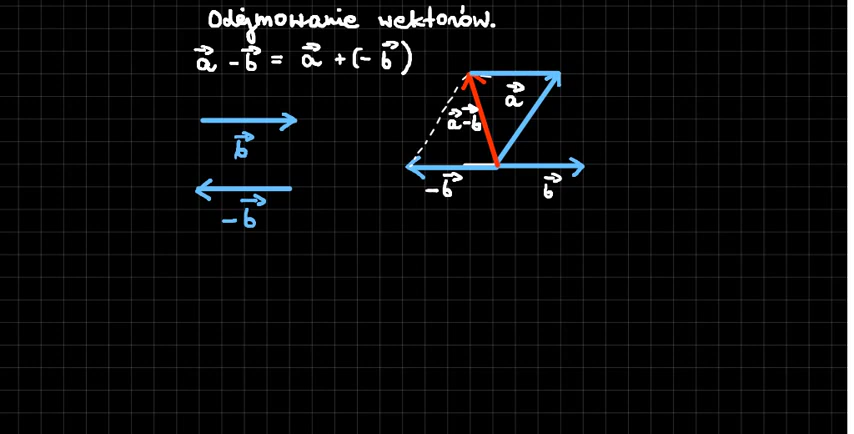 Odejmowanie wektorów.
a⃗ - b⃗ = a⃗ + (- b⃗)
a⃗
a⃗-b⃗
b⃗
-b⃗
b⃗
-b⃗